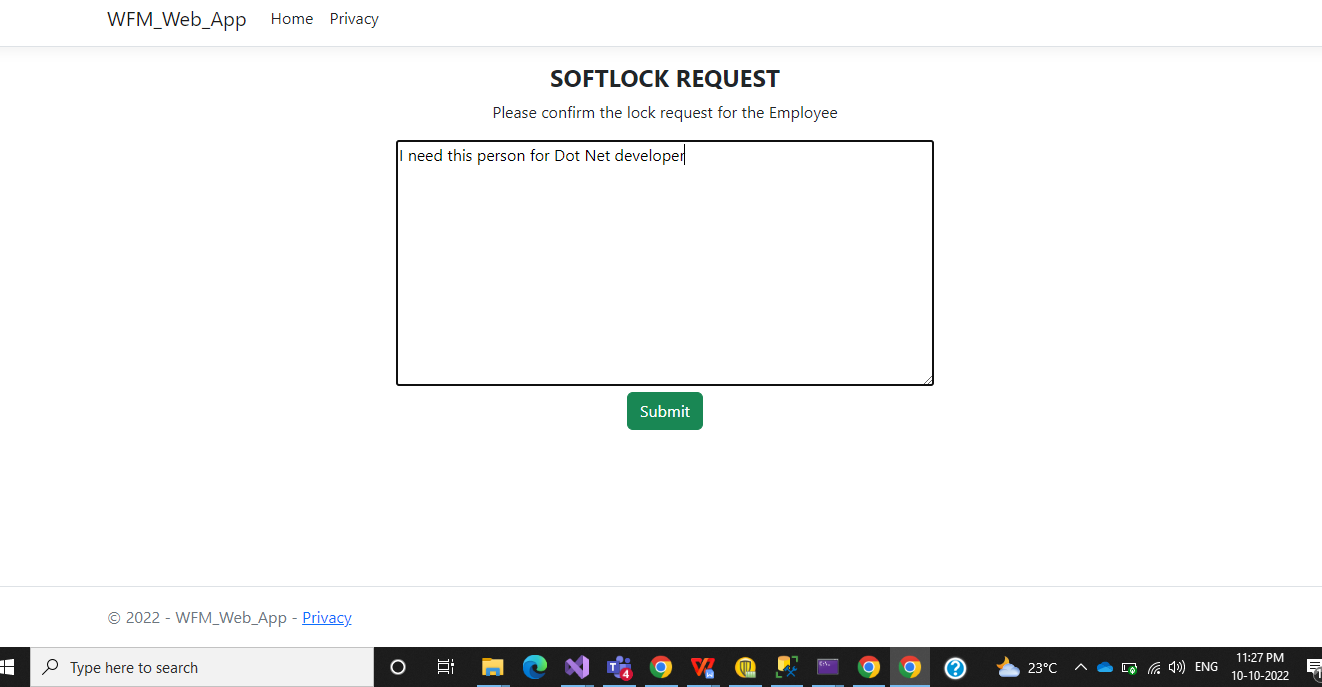 WFM_Web_App Home Privacy
SOFTLOCK REQUEST
Please confirm the lock request for the Employee
I need this person for Dot Net developer
Submit
© 2022 - WFM_Web_App - Privacy
Type here to search
4
23°C
ENG
11:27 PM
10-10-2022